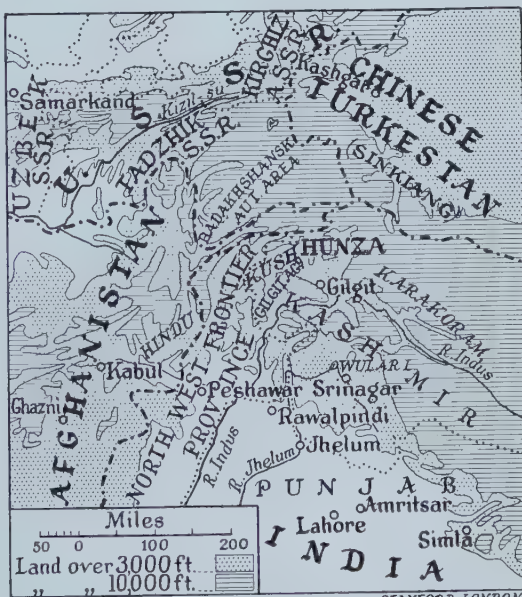 U. S. S. R.
KIRGHIZ
A.S.S.R.
Kashgar
CHINESE
TURKESTAN
(SINKIANG)
Samarkand
Kizil-su
UZBEK
S.S.R.
TADZHIK
S.S.R.
BADAKHSHANSKI
AUT AREA
AFGHANISTAN
HINDU KUSH
HUNZA
(GILGIT AG.)
Gilgit
KARAKORAM
R. Indus
KASHMIR
WULAR L.
NORTH WEST FRONTIER
PROVINCE
Kabul
Ghazni
Peshawar
Srinagar
Rawalpindi
Jhelum
R. Indus
R. Jhelum
PUNJAB
Amritsar
Lahore
Simla
INDIA
Miles
50 0 100 200
Land over 3,000 ft.
" " 10,000 ft.